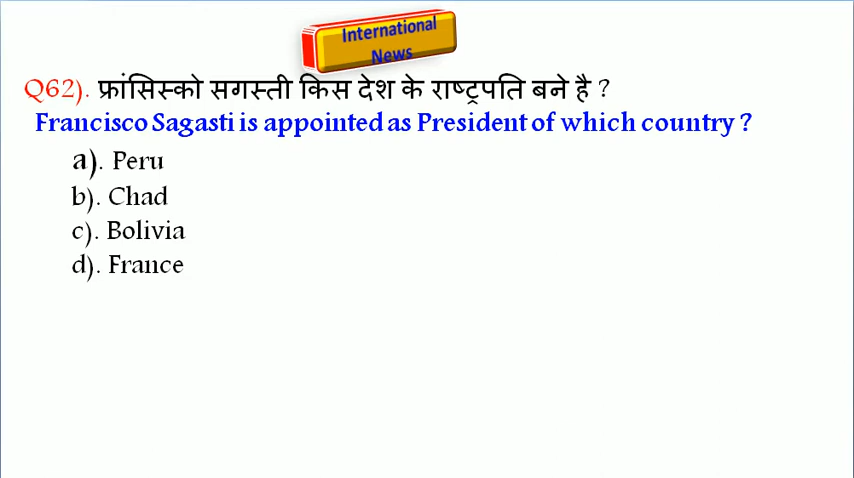 International
News
Q62). फ्रांसिस्को सगस्ती किस देश के राष्ट्रपति बने है ?
Francisco Sagasti is appointed as President of which country ?
a). Peru
b). Chad
c). Bolivia
d). France